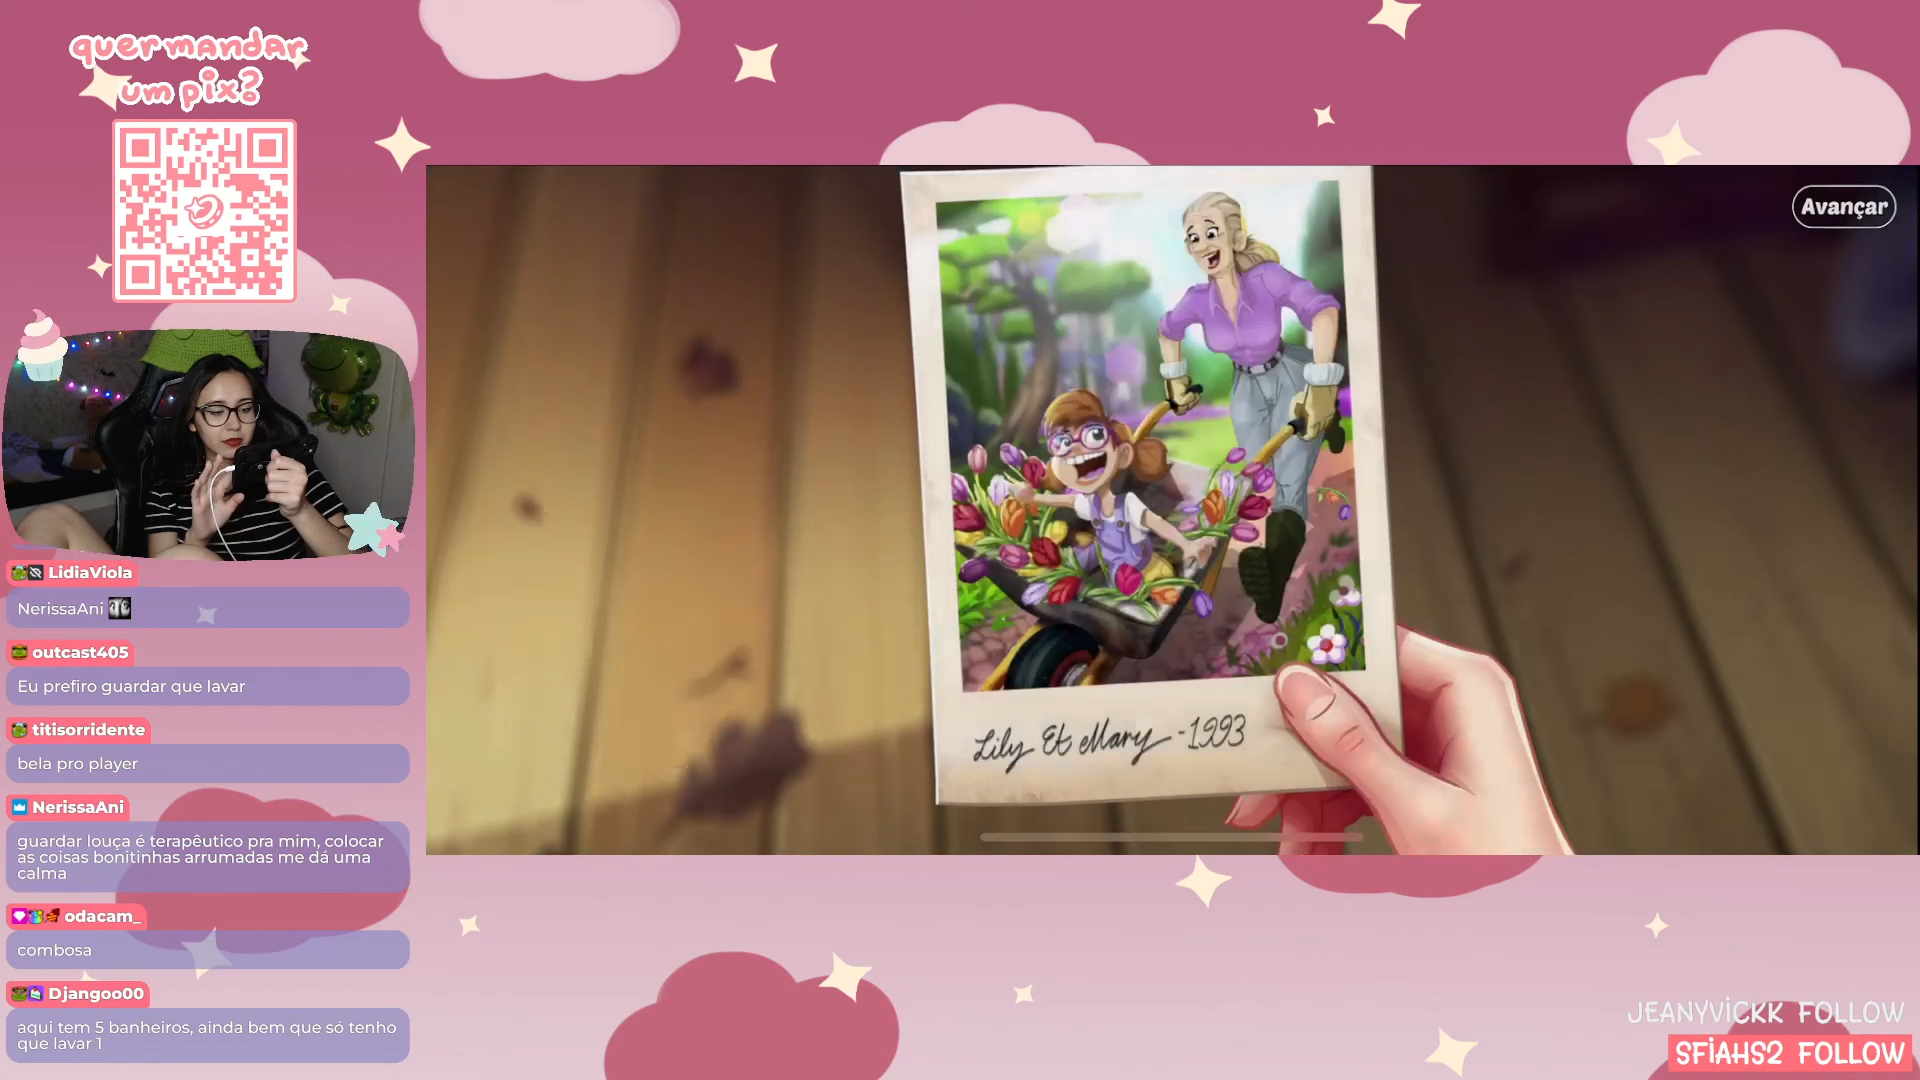 quer mandar
um pix?
Avançar
Lily Et Mary -1993
LidiaViola
NerissaAni
outcast405
Eu prefiro guardar que lavar
titisorridente
bela pro player
NerissaAni
guardar louça é terapêutico pra mim, colocar
as coisas bonitinhas arrumadas me dá uma
calma
odacam_
combosa
Djangoo00
aqui tem 5 banheiros, ainda bem que só tenho
que lavar 1
JEANYVICKK FOLLOW
SFIAHS2 FOLLOW